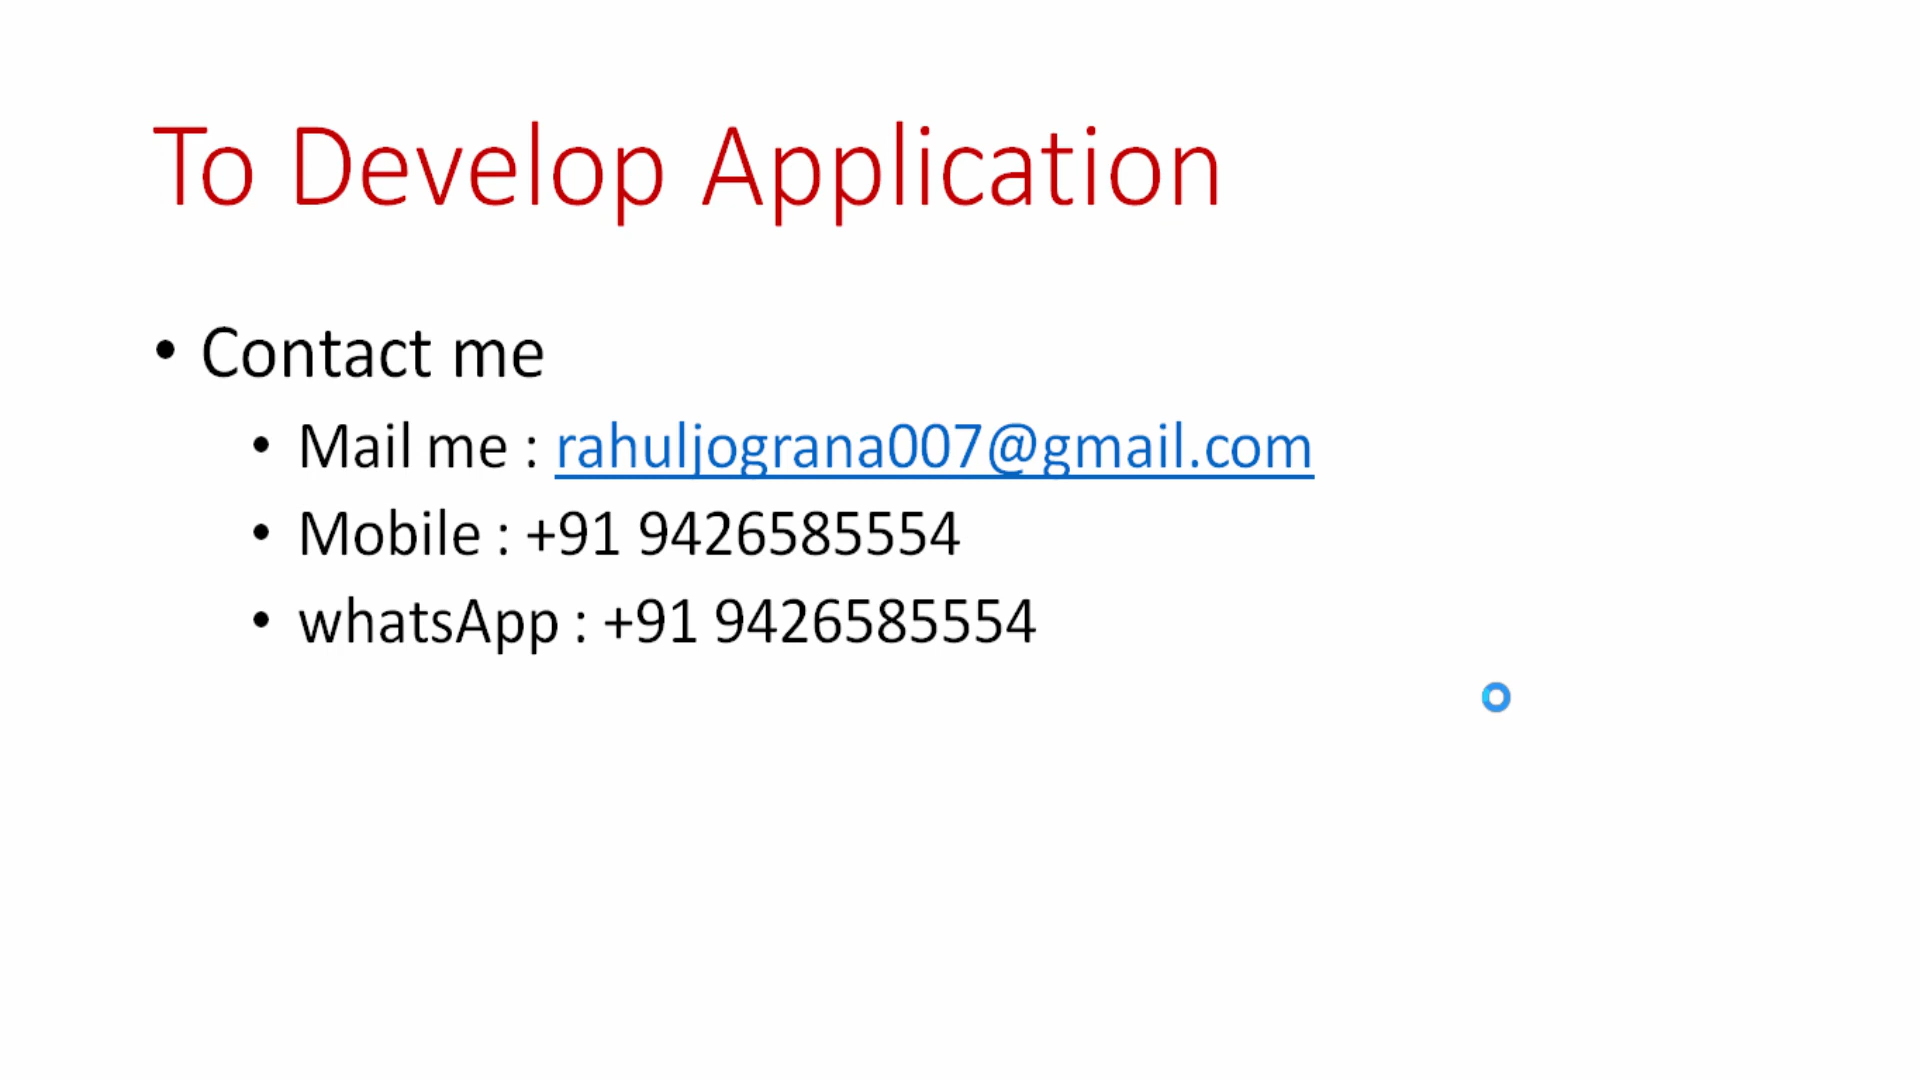 To Develop Application
• Contact me
• Mail me : rahuljograna007@gmail.com
• Mobile : +91 9426585554
• whatsApp : +91 9426585554